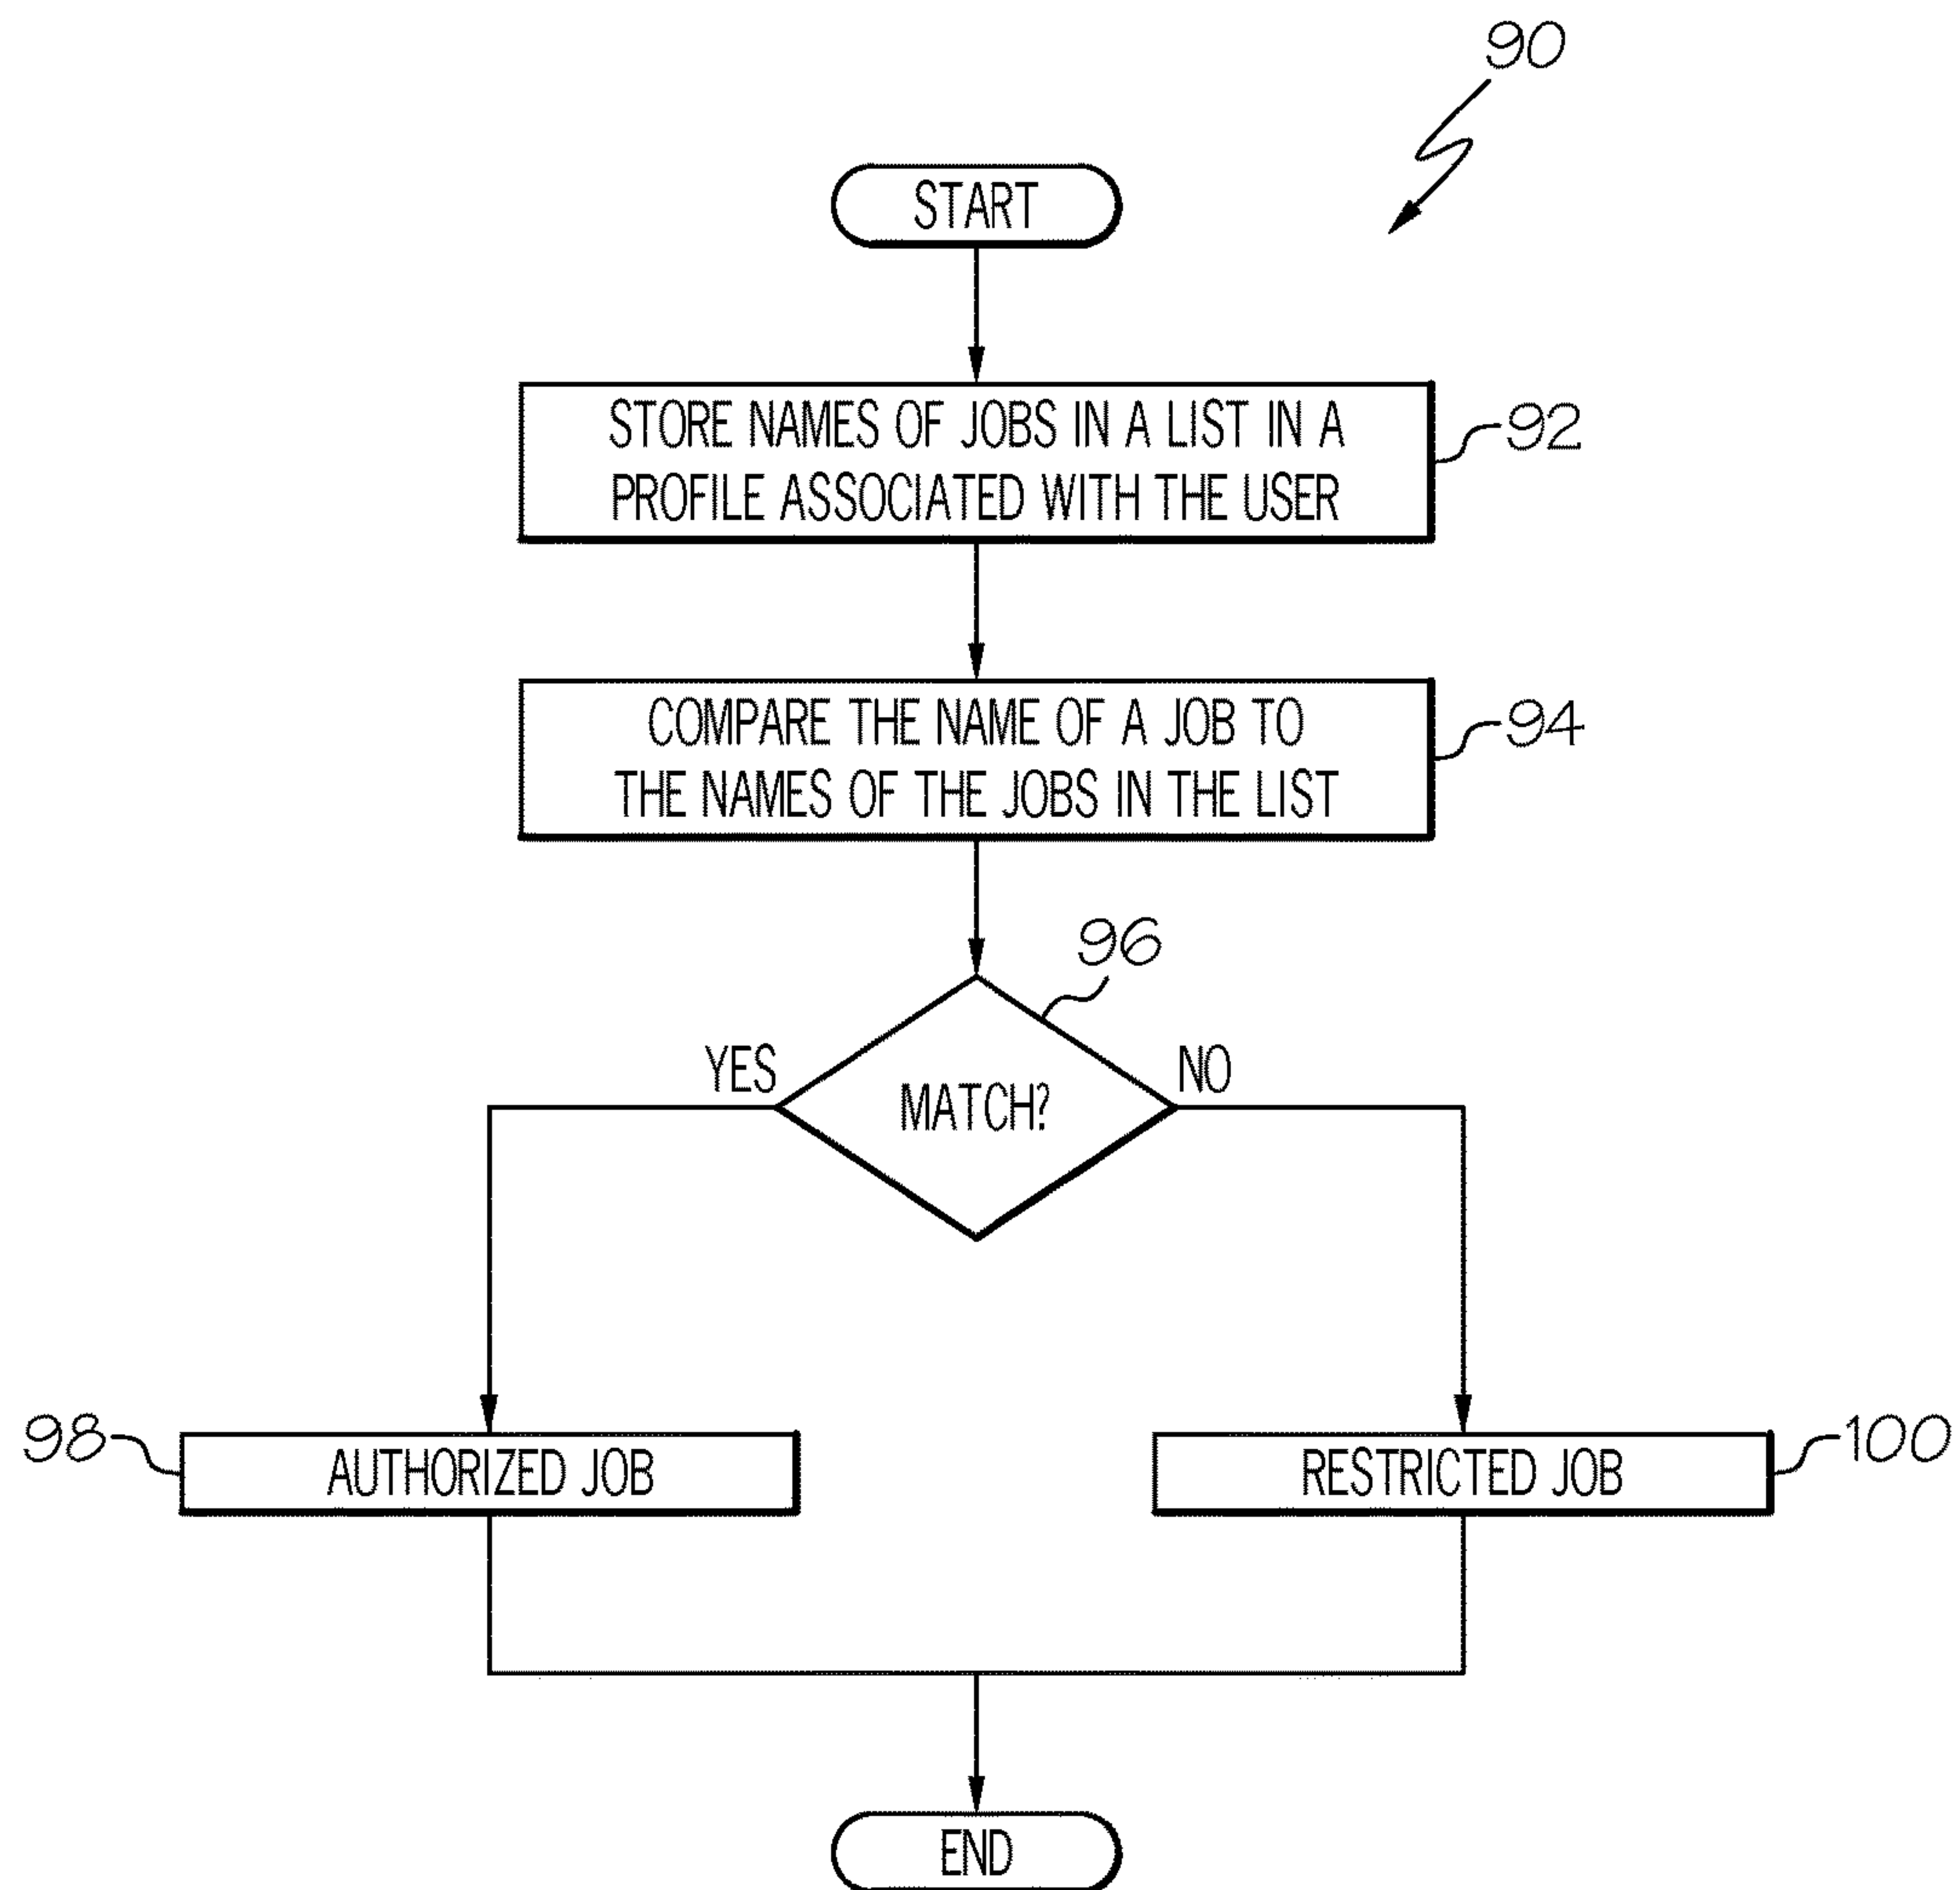 90
START
STORE NAMES OF JOBS IN A LIST IN A
PROFILE ASSOCIATED WITH THE USER
92
COMPARE THE NAME OF A JOB TO
THE NAMES OF THE JOBS IN THE LIST
94
96
YES
MATCH?
NO
98
AUTHORIZED JOB
RESTRICTED JOB
100
END